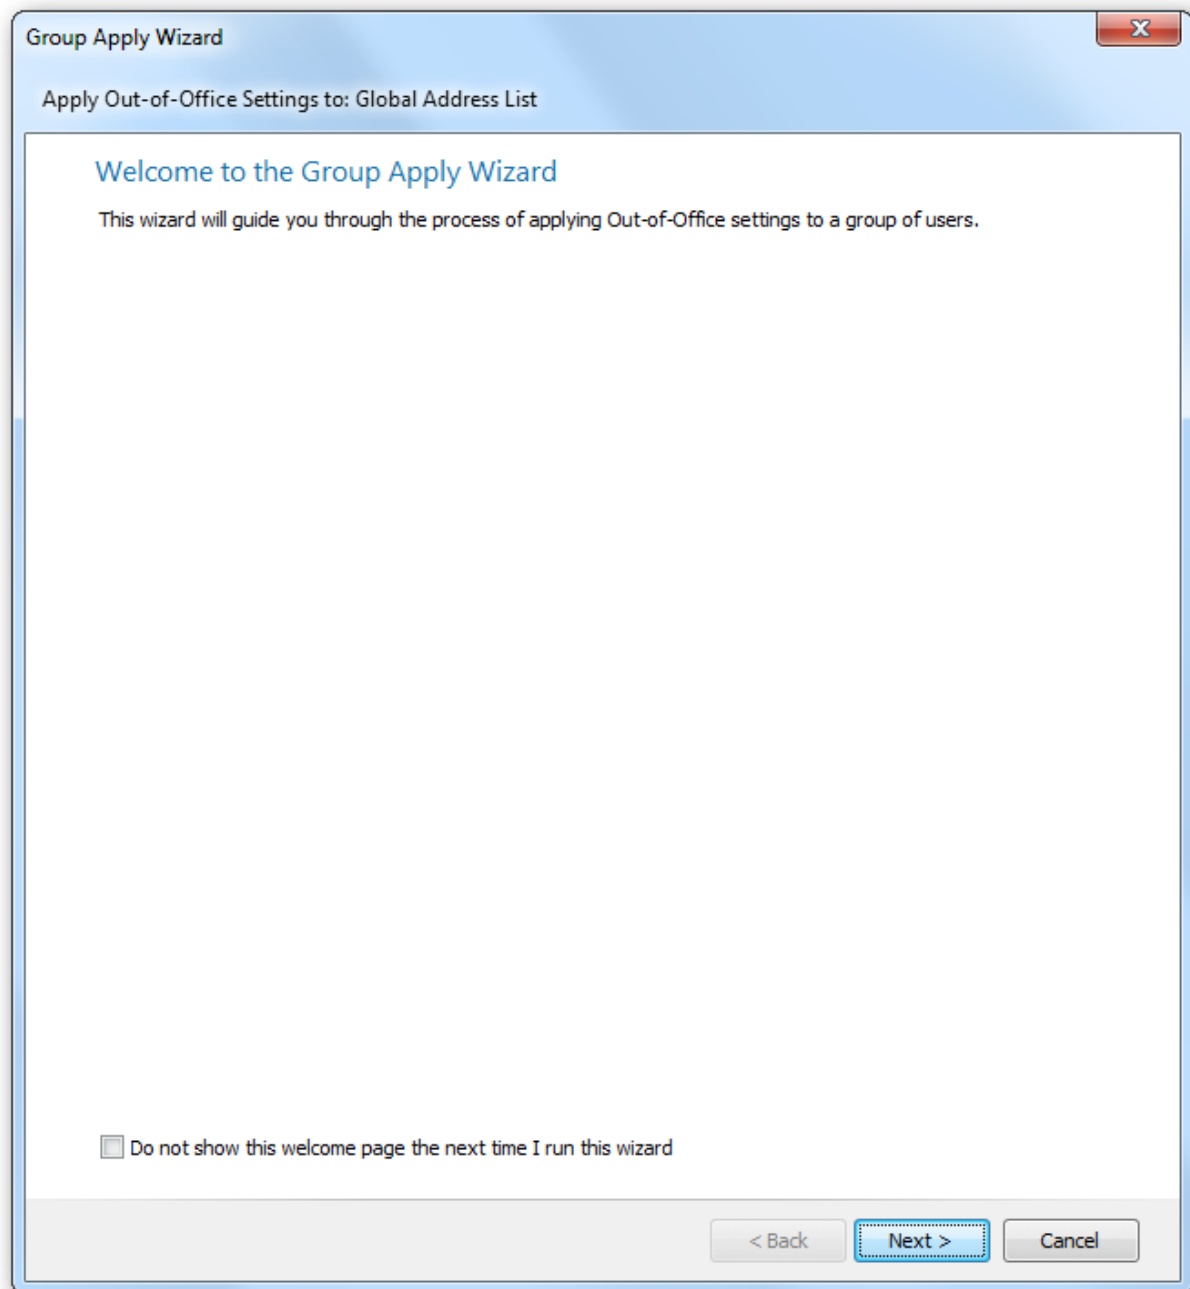 Group Apply Wizard
Apply Out-of-Office Settings to: Global Address List
Welcome to the Group Apply Wizard
This wizard will guide you through the process of applying Out-of-Office settings to a group of users.
Do not show this welcome page the next time I run this wizard
< Back Next > Cancel